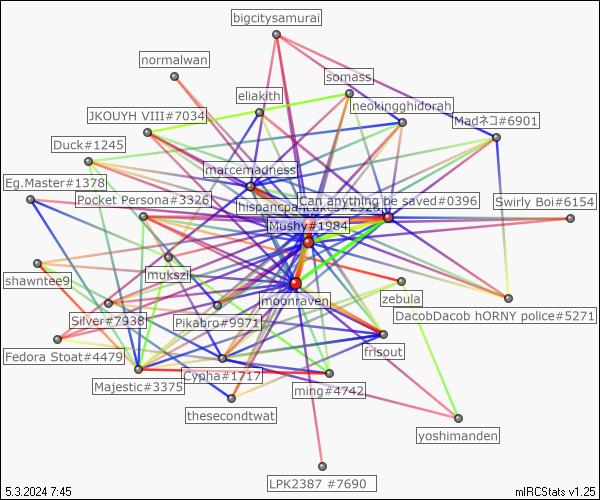 bigcitysamurai
normalwan
somass
eliakith
neokingghidorah
JKOUYH VIII#7034
Madネコ#6901
Duck#1245
marcemadness
Eg.Master#1378
Pocket Persona#3326
Can anything be saved#0396
Swirly Boi#6154
Mushy#1984
mukszi
shawntee9
moonraven
zebula
DacobDacob hORNY police#5271
Silver#7938
Pikabro#9971
frisout
Fedora Stoat#4479
Cypha#1717
Majestic#3375
ming#4742
thesecondtwat
yoshimanden
LPK2387 #7690
5.3.2024 7:45
mIRCStats v1.25